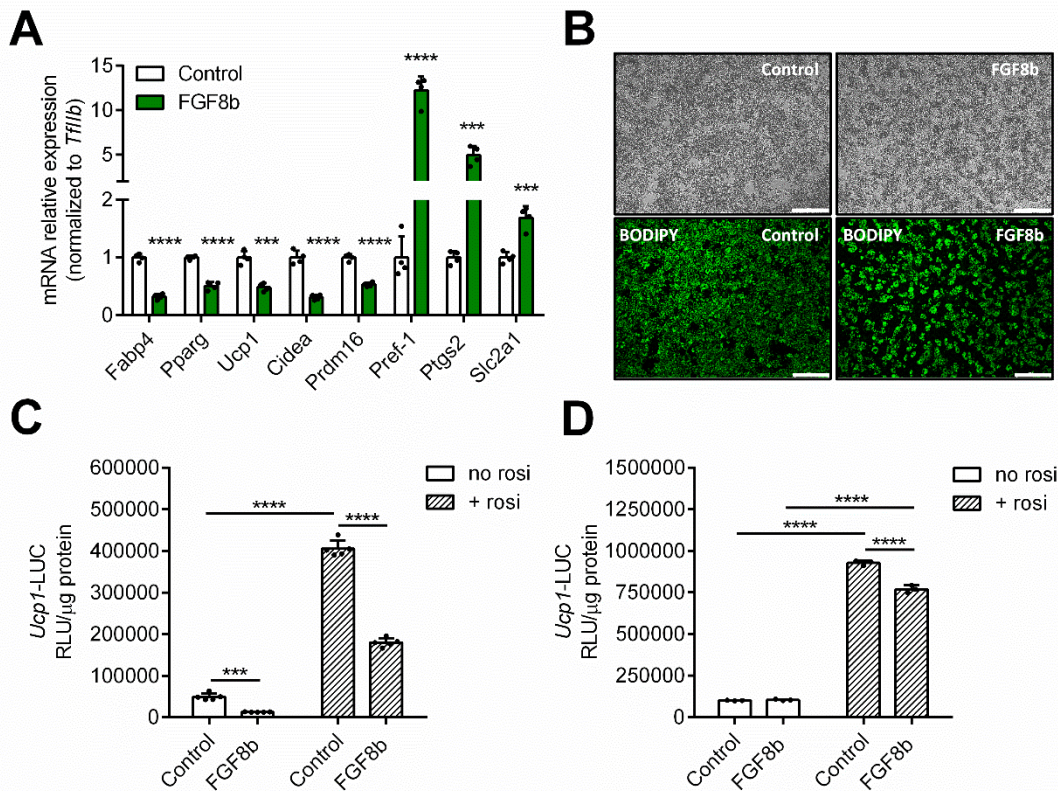 A
mRNA relative expression
(normalized to TfIIb)
15
10
5
2
1
0
Control
FGF8b
****
***
***
****
****
***
****
****
Fabp4
Pparg
Ucp1
Cidea
Prdm16
Pref-1
Ptgs2
Slc2a1
B
Control
FGF8b
BODIPY
Control
BODIPY
FGF8b
C
Ucp1-LUC
RLU/μg protein
600000
500000
400000
300000
200000
100000
0
no rosi
+ rosi
****
****
***
Control
FGF8b
Control
FGF8b
D
Ucp1-LUC
RLU/μg protein
1500000
1250000
1000000
750000
500000
250000
0
no rosi
+ rosi
****
****
****
Control
FGF8b
Control
FGF8b